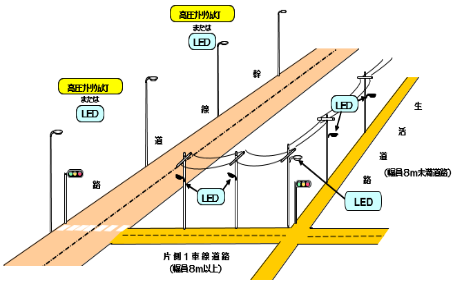 高圧ナトリウム灯
または
LED
高圧ナトリウム灯
または
LED
幹
線
道
路
LED
LED
LED
生
活
道
路
(幅員8m未満道路)
片側1車線道路
(幅員8m以上)